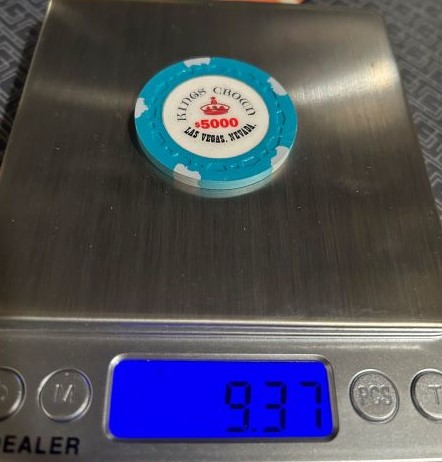 KINGS CROWN
$5000
LAS VEGAS, NEVADA
9.37
M
PCS
T
DEALER